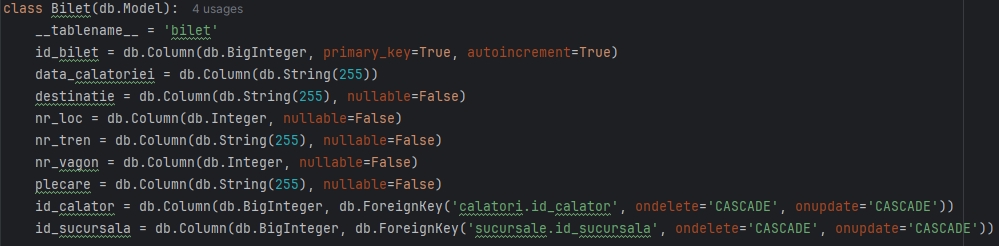 class Bilet(db.Model):  4 usages
    __tablename__ = 'bilet'
    id_bilet = db.Column(db.BigInteger, primary_key=True, autoincrement=True)
    data_calatoriei = db.Column(db.String(255))
    destinatie = db.Column(db.String(255), nullable=False)
    nr_loc = db.Column(db.Integer, nullable=False)
    nr_tren = db.Column(db.String(255), nullable=False)
    nr_vagon = db.Column(db.Integer, nullable=False)
    plecare = db.Column(db.String(255), nullable=False)
    id_calator = db.Column(db.BigInteger, db.ForeignKey('calatori.id_calator', ondelete='CASCADE', onupdate='CASCADE'))
    id_sucursala = db.Column(db.BigInteger, db.ForeignKey('sucursale.id_sucursala', ondelete='CASCADE', onupdate='CASCADE'))